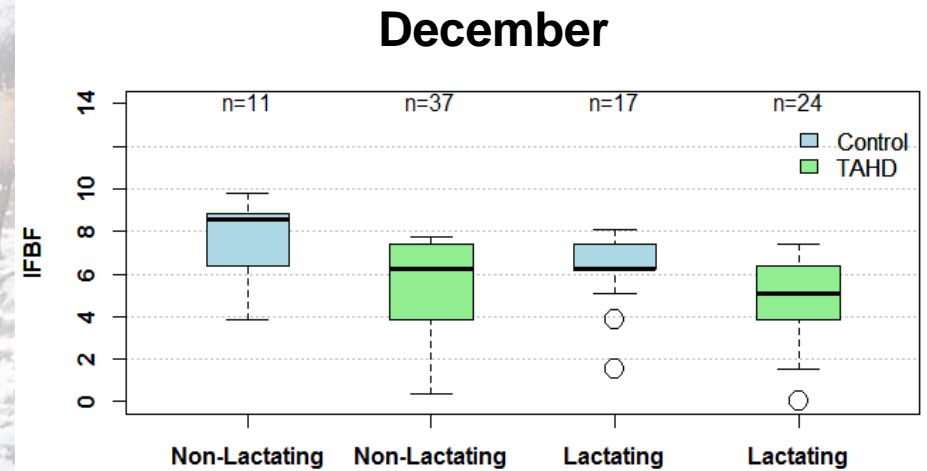 December
n=11 n=37 n=17 n=24
Control
TAHD
IFBF
14
10
8
6
4
2
0
Non-Lactating Non-Lactating Lactating Lactating